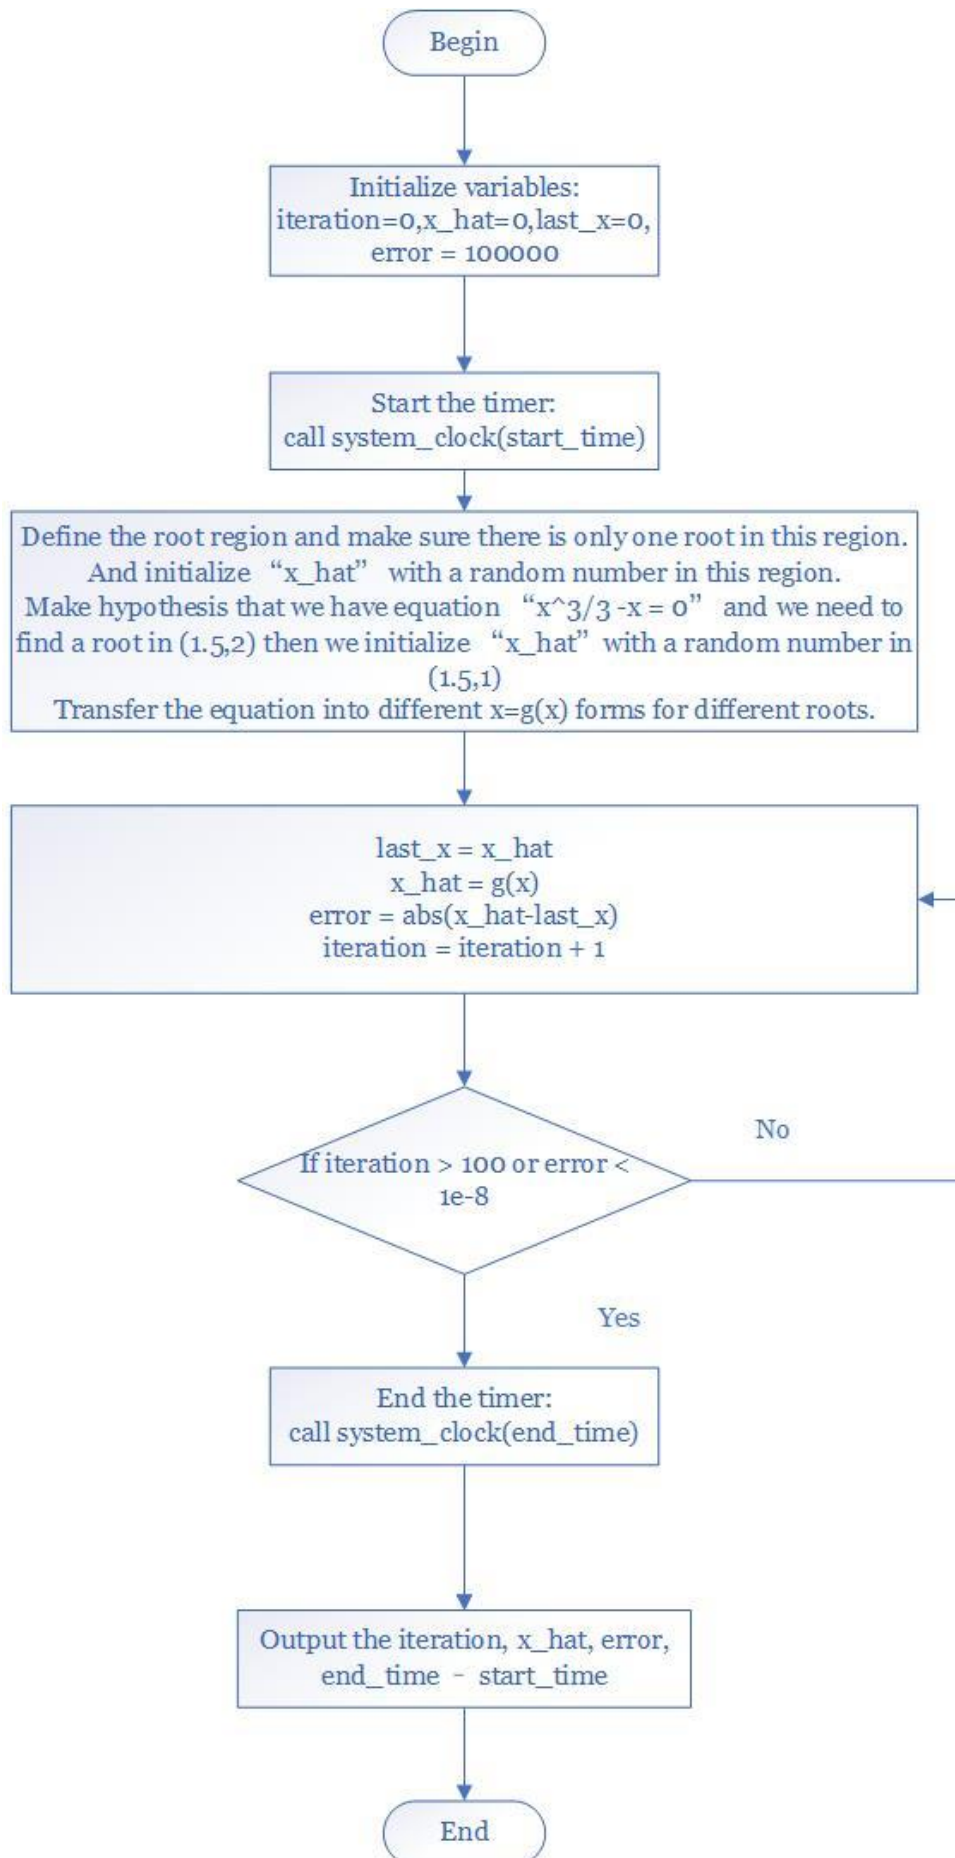 Begin
Initialize variables:
iteration=0,x_hat=0,last_x=0,
error = 100000
Start the timer:
call system_clock(start_time)
Define the root region and make sure there is only one root in this region.
And initialize “x_hat” with a random number in this region.
Make hypothesis that we have equation “x^3/3 -x = 0” and we need to
find a root in (1.5,2) then we initialize “x_hat” with a random number in
(1.5,1)
Transfer the equation into different x=g(x) forms for different roots.
last_x = x_hat
x_hat = g(x)
error = abs(x_hat-last_x)
iteration = iteration + 1
If iteration > 100 or error <
1e-8
No
Yes
End the timer:
call system_clock(end_time)
Output the iteration, x_hat, error,
end_time - start_time
End